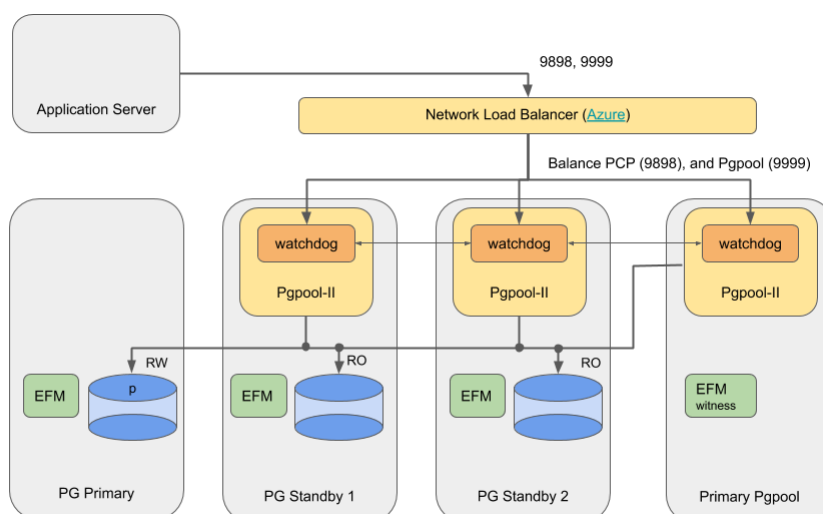 9898, 9999
Application Server
Network Load Balancer (Azure)
Balance PCP (9898), and Pgpool (9999)
watchdog
watchdog
watchdog
Pgpool-II
Pgpool-II
Pgpool-II
RW
RO
RO
EFM
p
EFM
EFM
EFM
witness
PG Primary
PG Standby 1
PG Standby 2
Primary Pgpool